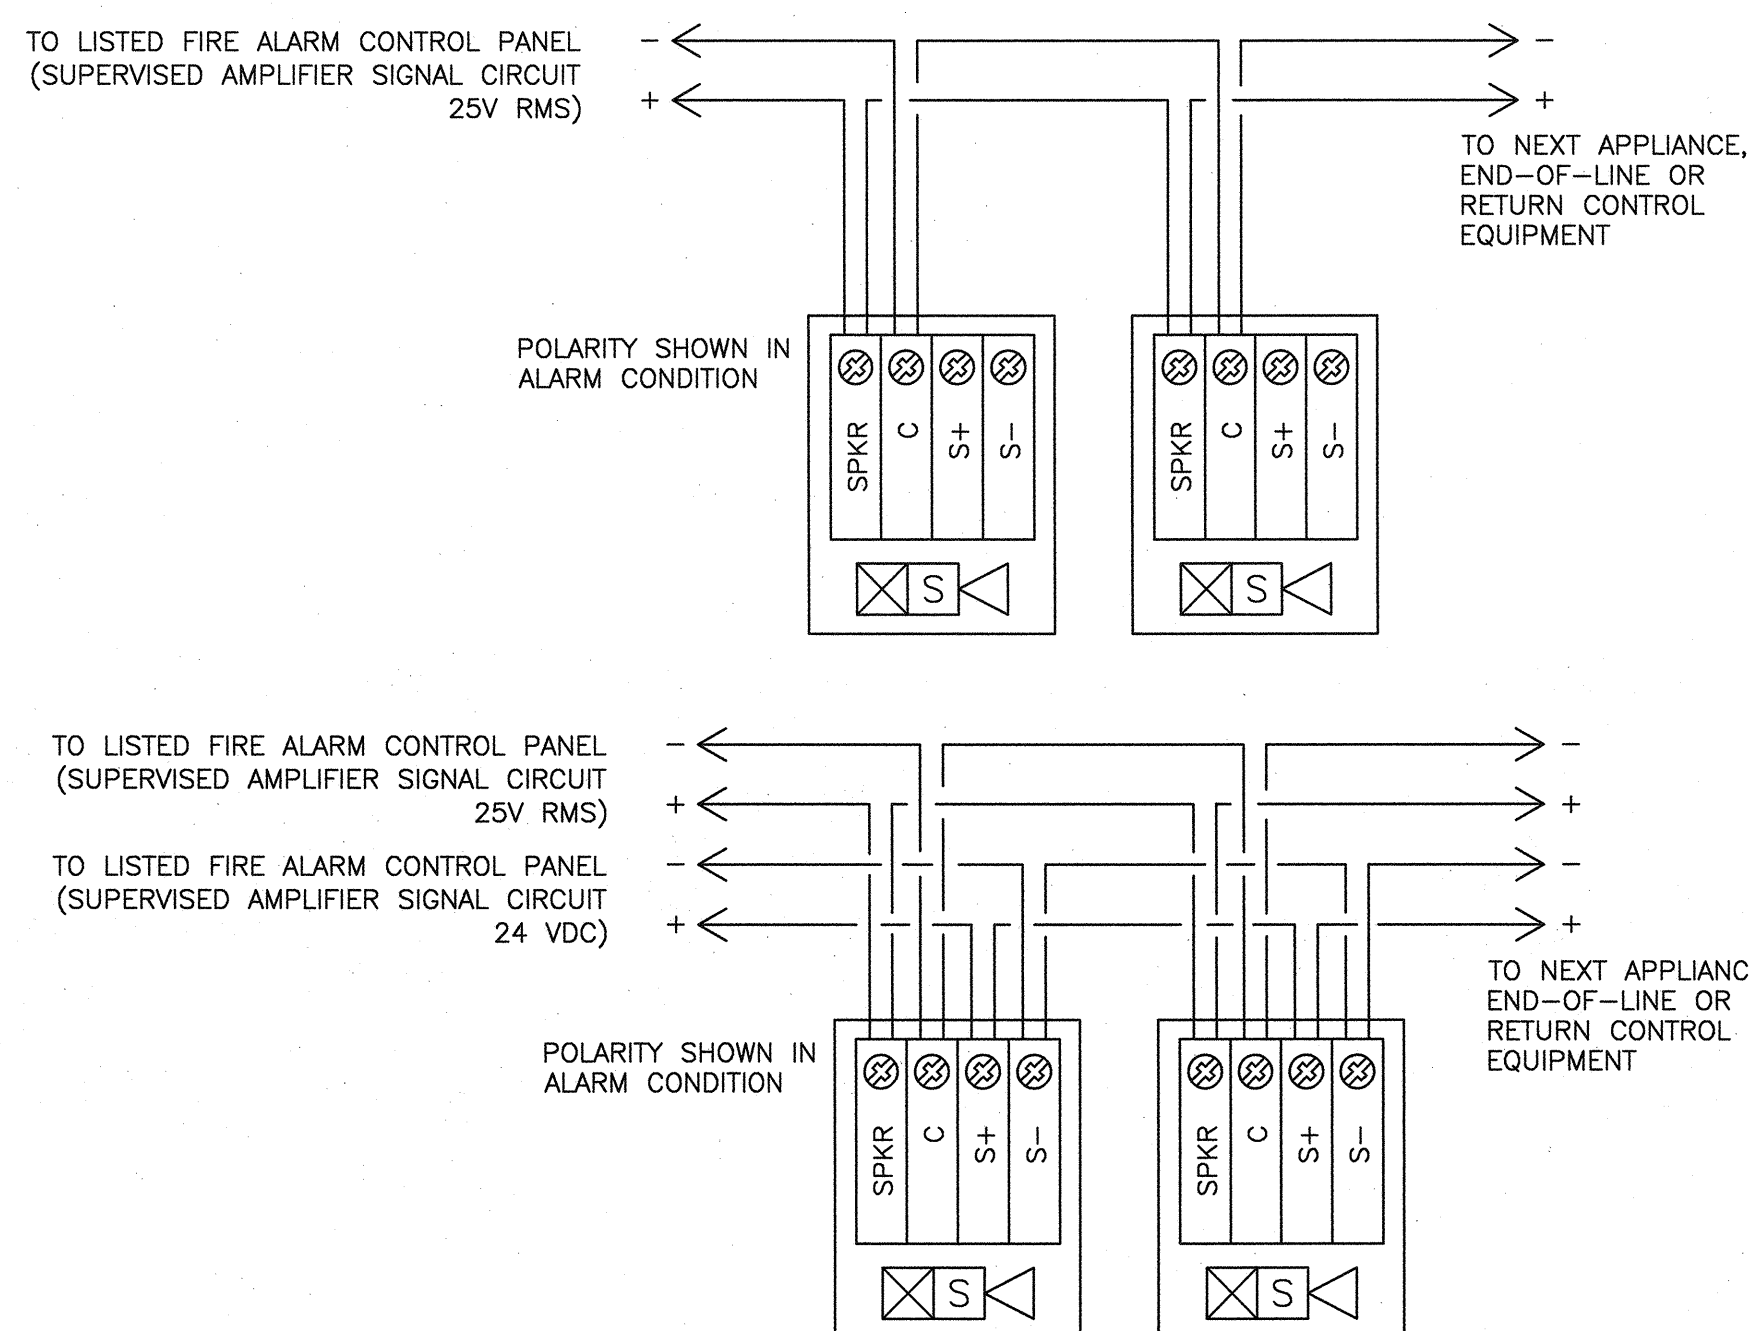 TO LISTED FIRE ALARM CONTROL PANEL
(SUPERVISED AMPLIFIER SIGNAL CIRCUIT
25V RMS)
− −
+ +
TO NEXT APPLIANCE,
END−OF−LINE OR
RETURN CONTROL
EQUIPMENT
POLARITY SHOWN IN
ALARM CONDITION
SPKR C S+ S−
SPKR C S+ S−
S
S
TO LISTED FIRE ALARM CONTROL PANEL
(SUPERVISED AMPLIFIER SIGNAL CIRCUIT
25V RMS)
− −
+ +
TO LISTED FIRE ALARM CONTROL PANEL
(SUPERVISED AMPLIFIER SIGNAL CIRCUIT
24 VDC)
− −
+ +
TO NEXT APPLIANC
END−OF−LINE OR
RETURN CONTROL
EQUIPMENT
POLARITY SHOWN IN
ALARM CONDITION
SPKR C S+ S−
SPKR C S+ S−
S
S